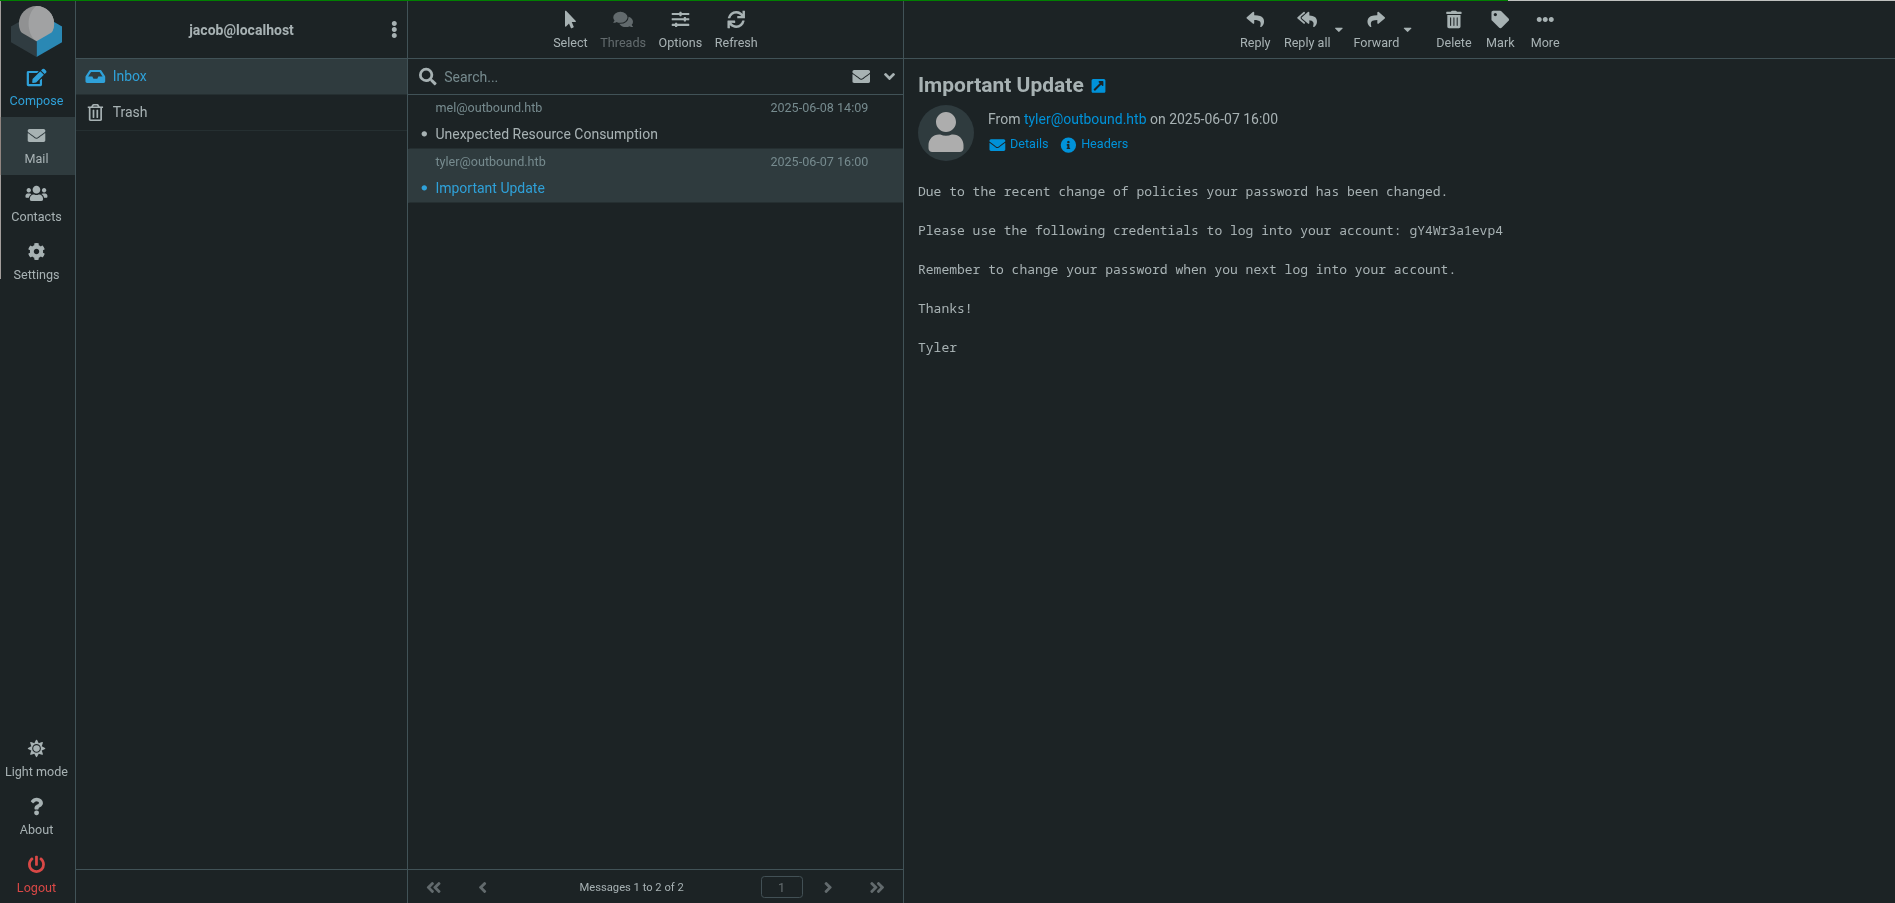 jacob@localhost
Compose
Mail
Contacts
Settings
Light mode
About
Logout
Inbox
Trash
Select
Threads
Options
Refresh
Search...
mel@outbound.htb 2025-06-08 14:09
Unexpected Resource Consumption
tyler@outbound.htb 2025-06-07 16:00
Important Update
Messages 1 to 2 of 2
1
Reply
Reply all
Forward
Delete
Mark
More
Important Update
From tyler@outbound.htb on 2025-06-07 16:00
Details Headers
Due to the recent change of policies your password has been changed.
Please use the following credentials to log into your account: gY4Wr3a1evp4
Remember to change your password when you next log into your account.
Thanks!
Tyler